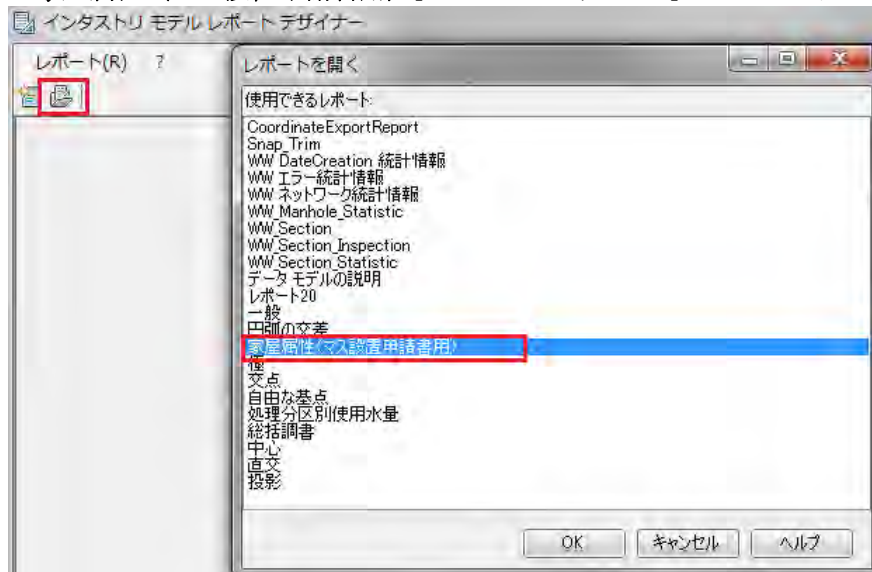 インダストリ モデル レポート デザイナー
レポート(R) ?
レポートを開く
使用できるレポート:
CoordinateExportReport
Snap_Trim
WW DateCreation 統計情報
WW エラー統計情報
WW ネットワーク統計情報
WW_Manhole_Statistic
WW_Section
WW_Section_Inspection
WW_Section_Statistic
データ モデルの説明
レポート20
一般
円弧の交差
家屋属性(マス設置申請書用)
極
交点
自由な基点
処理分区別使用水量
総括調書
中心
直交
投影
OK キャンセル ヘルプ